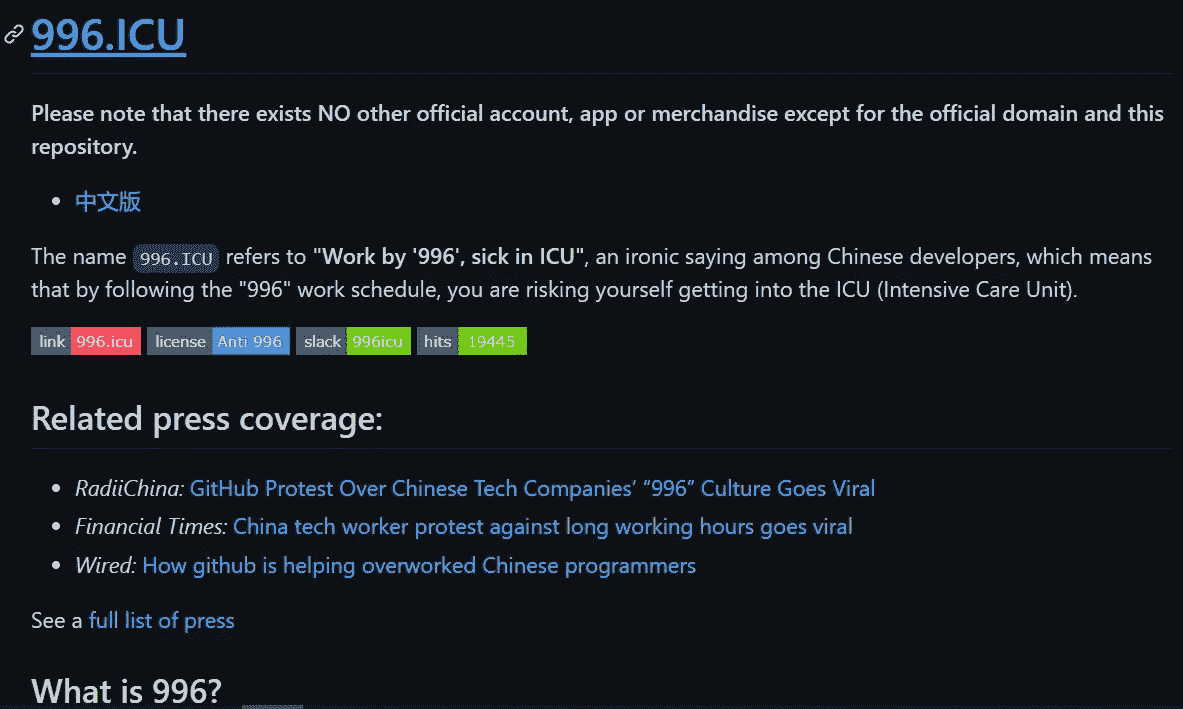 996.ICU
Please note that there exists NO other official account, app or merchandise except for the official domain and this
repository.
中文版
The name 996.ICU refers to "Work by '996', sick in ICU", an ironic saying among Chinese developers, which means
that by following the "996" work schedule, you are risking yourself getting into the ICU (Intensive Care Unit).
link 996.icu license Anti 996 slack 996icu hits 19445
Related press coverage:
RadiiChina: GitHub Protest Over Chinese Tech Companies’ “996” Culture Goes Viral
Financial Times: China tech worker protest against long working hours goes viral
Wired: How github is helping overworked Chinese programmers
See a full list of press
What is 996?